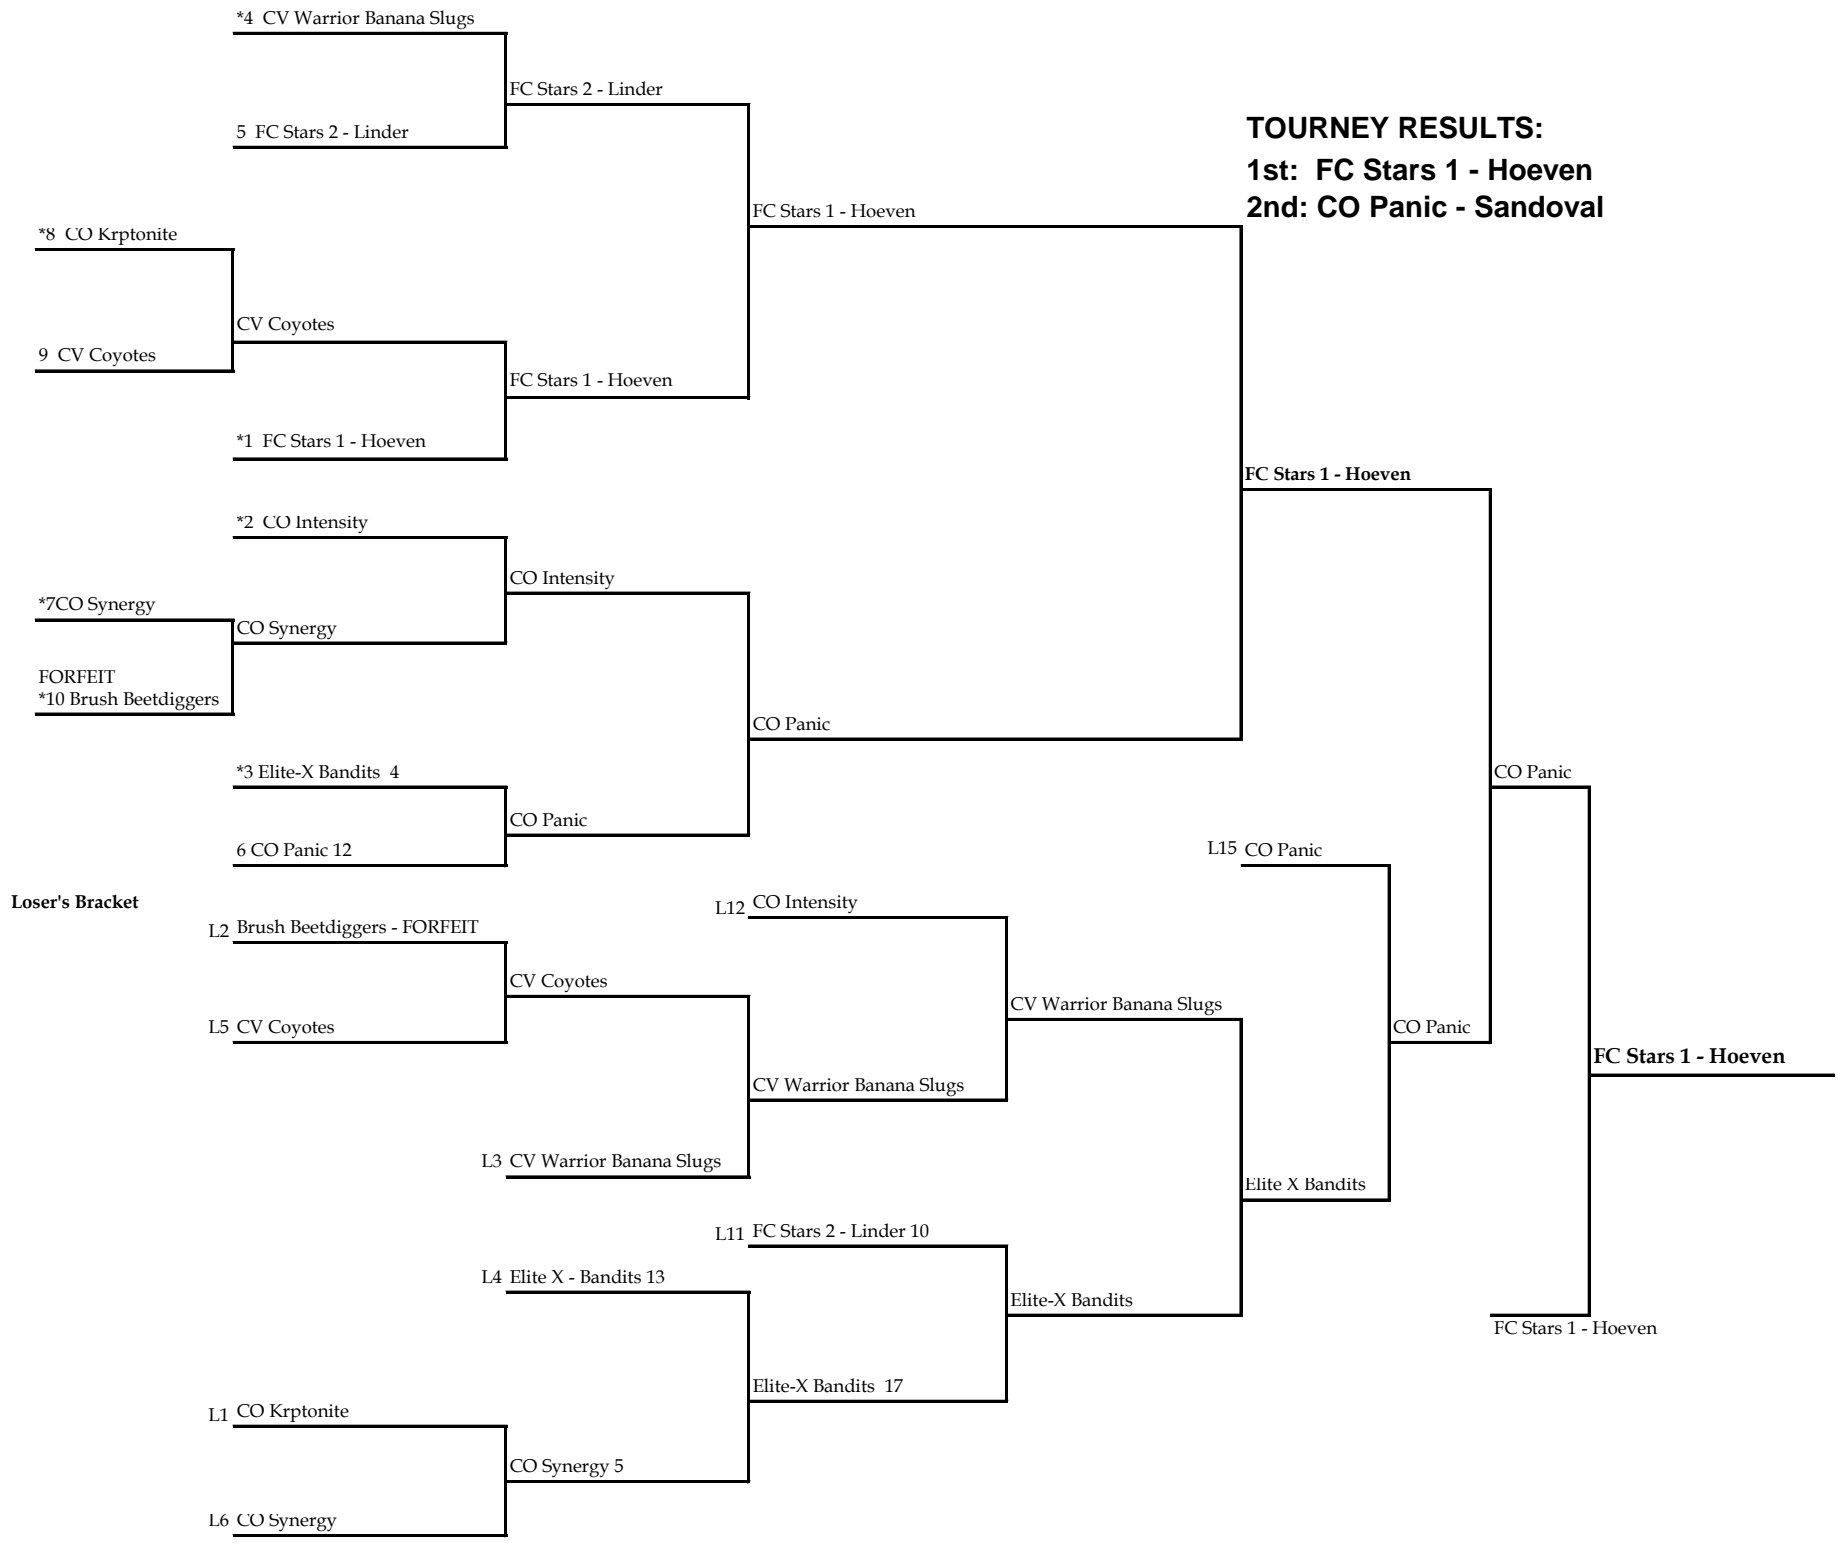 *4  CV Warrior Banana Slugs
FC Stars 2 - Linder
5  FC Stars 2 - Linder
TOURNEY RESULTS:
1st:  FC Stars 1 - Hoeven
2nd: CO Panic - Sandoval
FC Stars 1 - Hoeven
*8  CO Krptonite
CV Coyotes
9  CV Coyotes
FC Stars 1 - Hoeven
*1  FC Stars 1 - Hoeven
FC Stars 1 - Hoeven
*2  CO Intensity
CO Intensity
*7CO Synergy
CO Synergy
FORFEIT
*10 Brush Beetdiggers
CO Panic
*3 Elite-X Bandits  4
CO Panic
CO Panic
6 CO Panic 12
L15 CO Panic
Loser's Bracket
L12 CO Intensity
L2 Brush Beetdiggers - FORFEIT
CV Coyotes
CV Warrior Banana Slugs
L5 CV Coyotes
CO Panic
FC Stars 1 - Hoeven
CV Warrior Banana Slugs
L3 CV Warrior Banana Slugs
Elite X Bandits
L11 FC Stars 2 - Linder 10
L4 Elite X - Bandits 13
Elite-X Bandits
FC Stars 1 - Hoeven
Elite-X Bandits  17
L1 CO Krptonite
CO Synergy 5
L6 CO Synergy